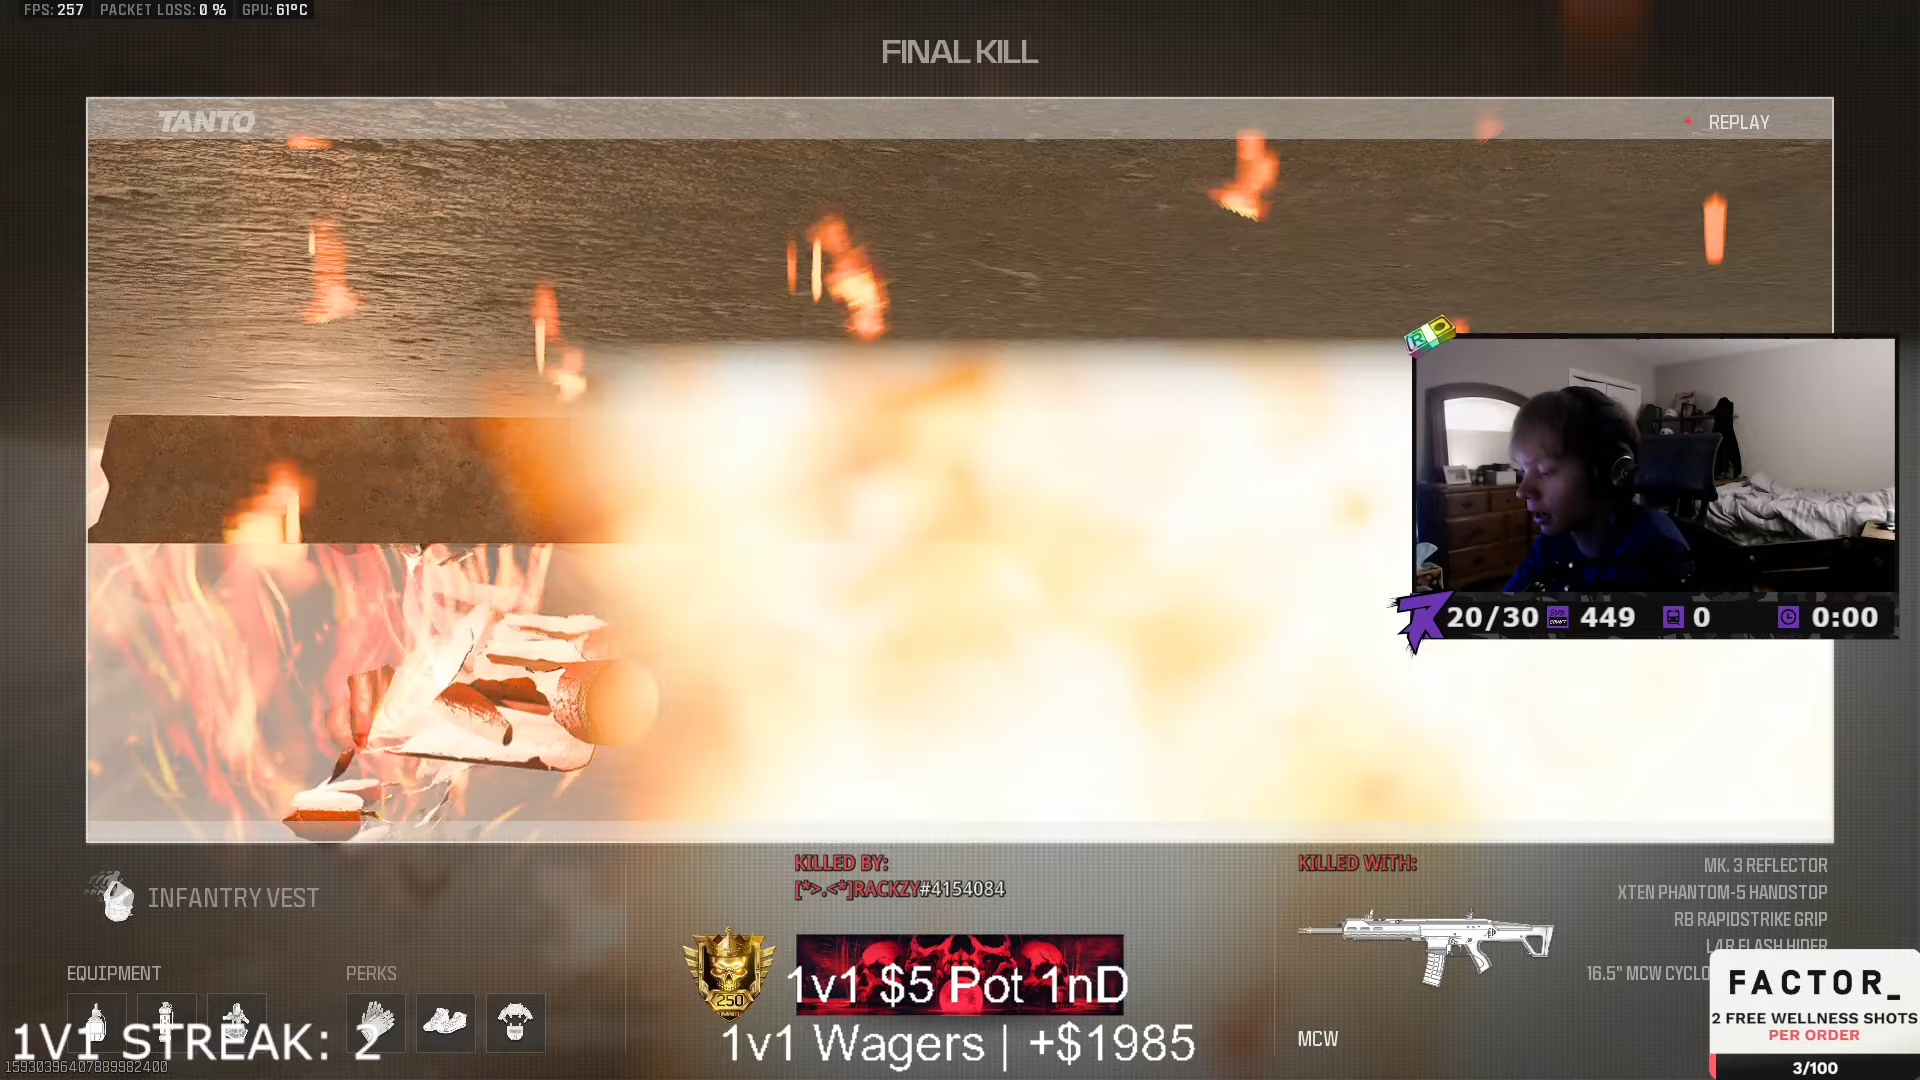 FPS: 257 PACKET LOSS: 0 % GPU: 61°C
FINAL KILL
TANTO
REPLAY
20/30 449 0 0:00
KILLED BY:
[*>.<*]RACKZY#4154084
KILLED WITH:
MK. 3 REFLECTOR
XTEN PHANTOM-5 HANDSTOP
RB RAPIDSTRIKE GRIP
L4R FLASH HIDER
16.5" MCW CYCLO
INFANTRY VEST
EQUIPMENT
PERKS
250
1v1 $5 Pot 1nD
1v1 Wagers | +$1985
1V1 STREAK: 2
15930396407889982400
MCW
FACTOR_
2 FREE WELLNESS SHOTS
PER ORDER
3/100